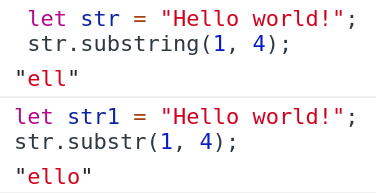 let str = "Hello world!";
str.substring(1, 4);
"ell"
let str1 = "Hello world!";
str.substr(1, 4);
"ello"